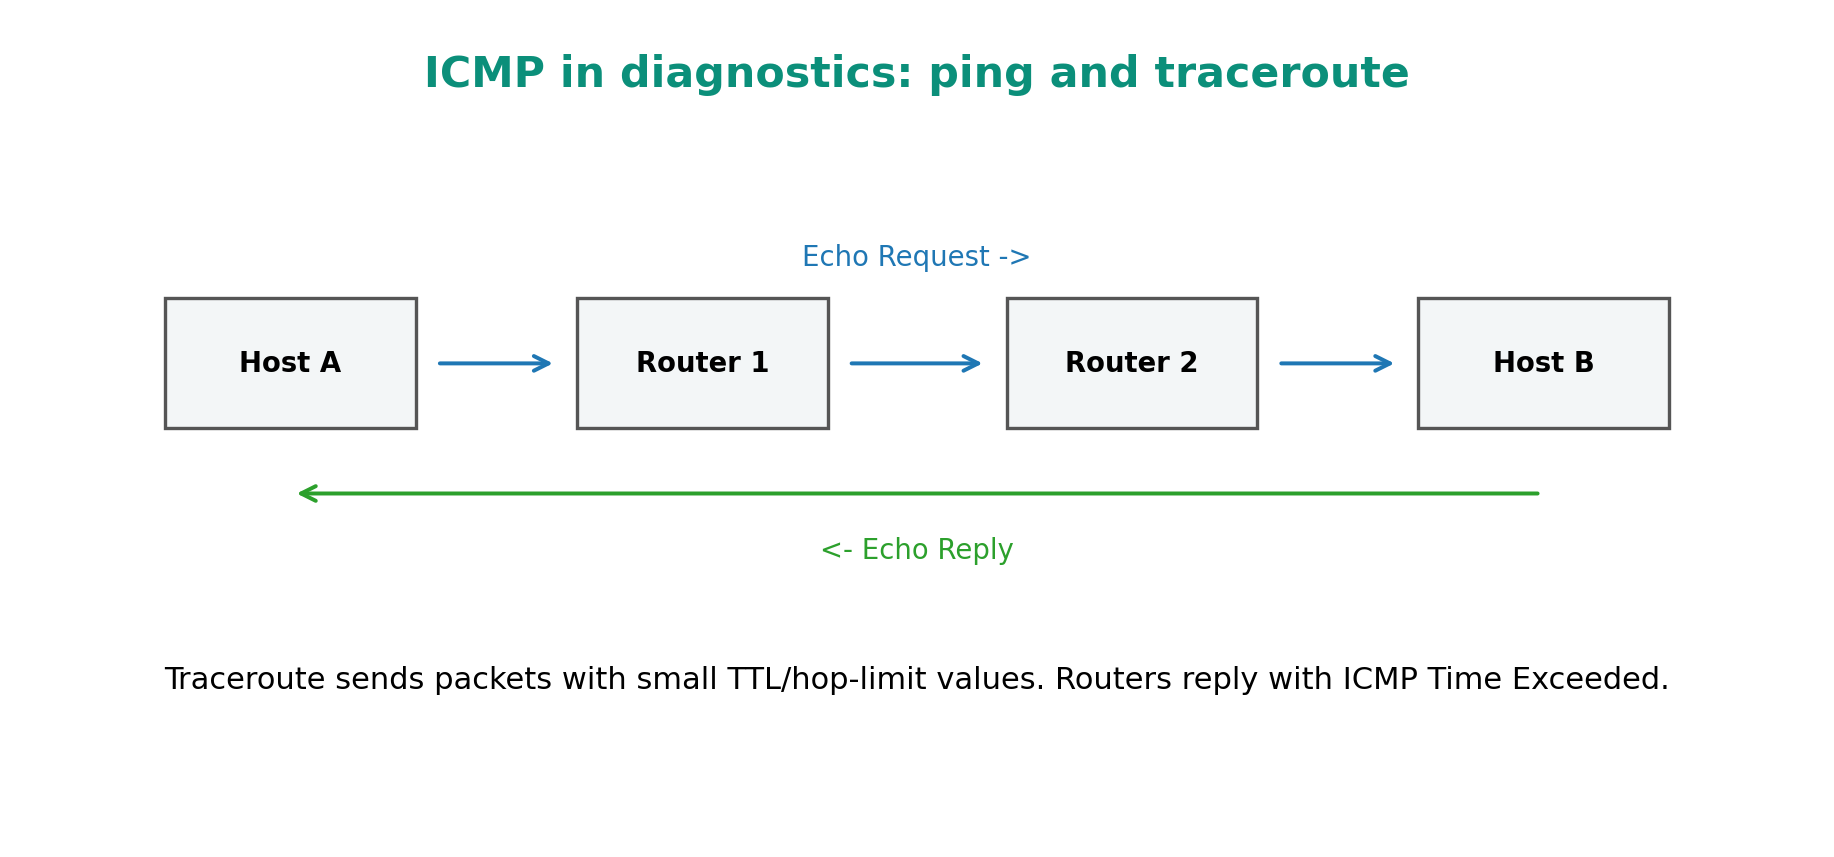 ICMP in diagnostics: ping and traceroute
Echo Request ->
Host A
Router 1
Router 2
Host B
<- Echo Reply
Traceroute sends packets with small TTL/hop-limit values. Routers reply with ICMP Time Exceeded.